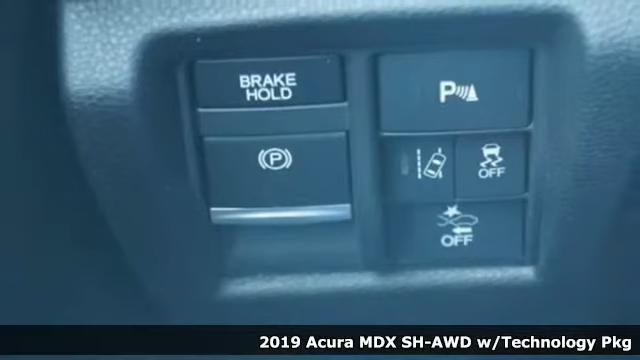 BRAKE
HOLD
P
P
OFF
OFF
2019 Acura MDX SH-AWD w/Technology Pkg